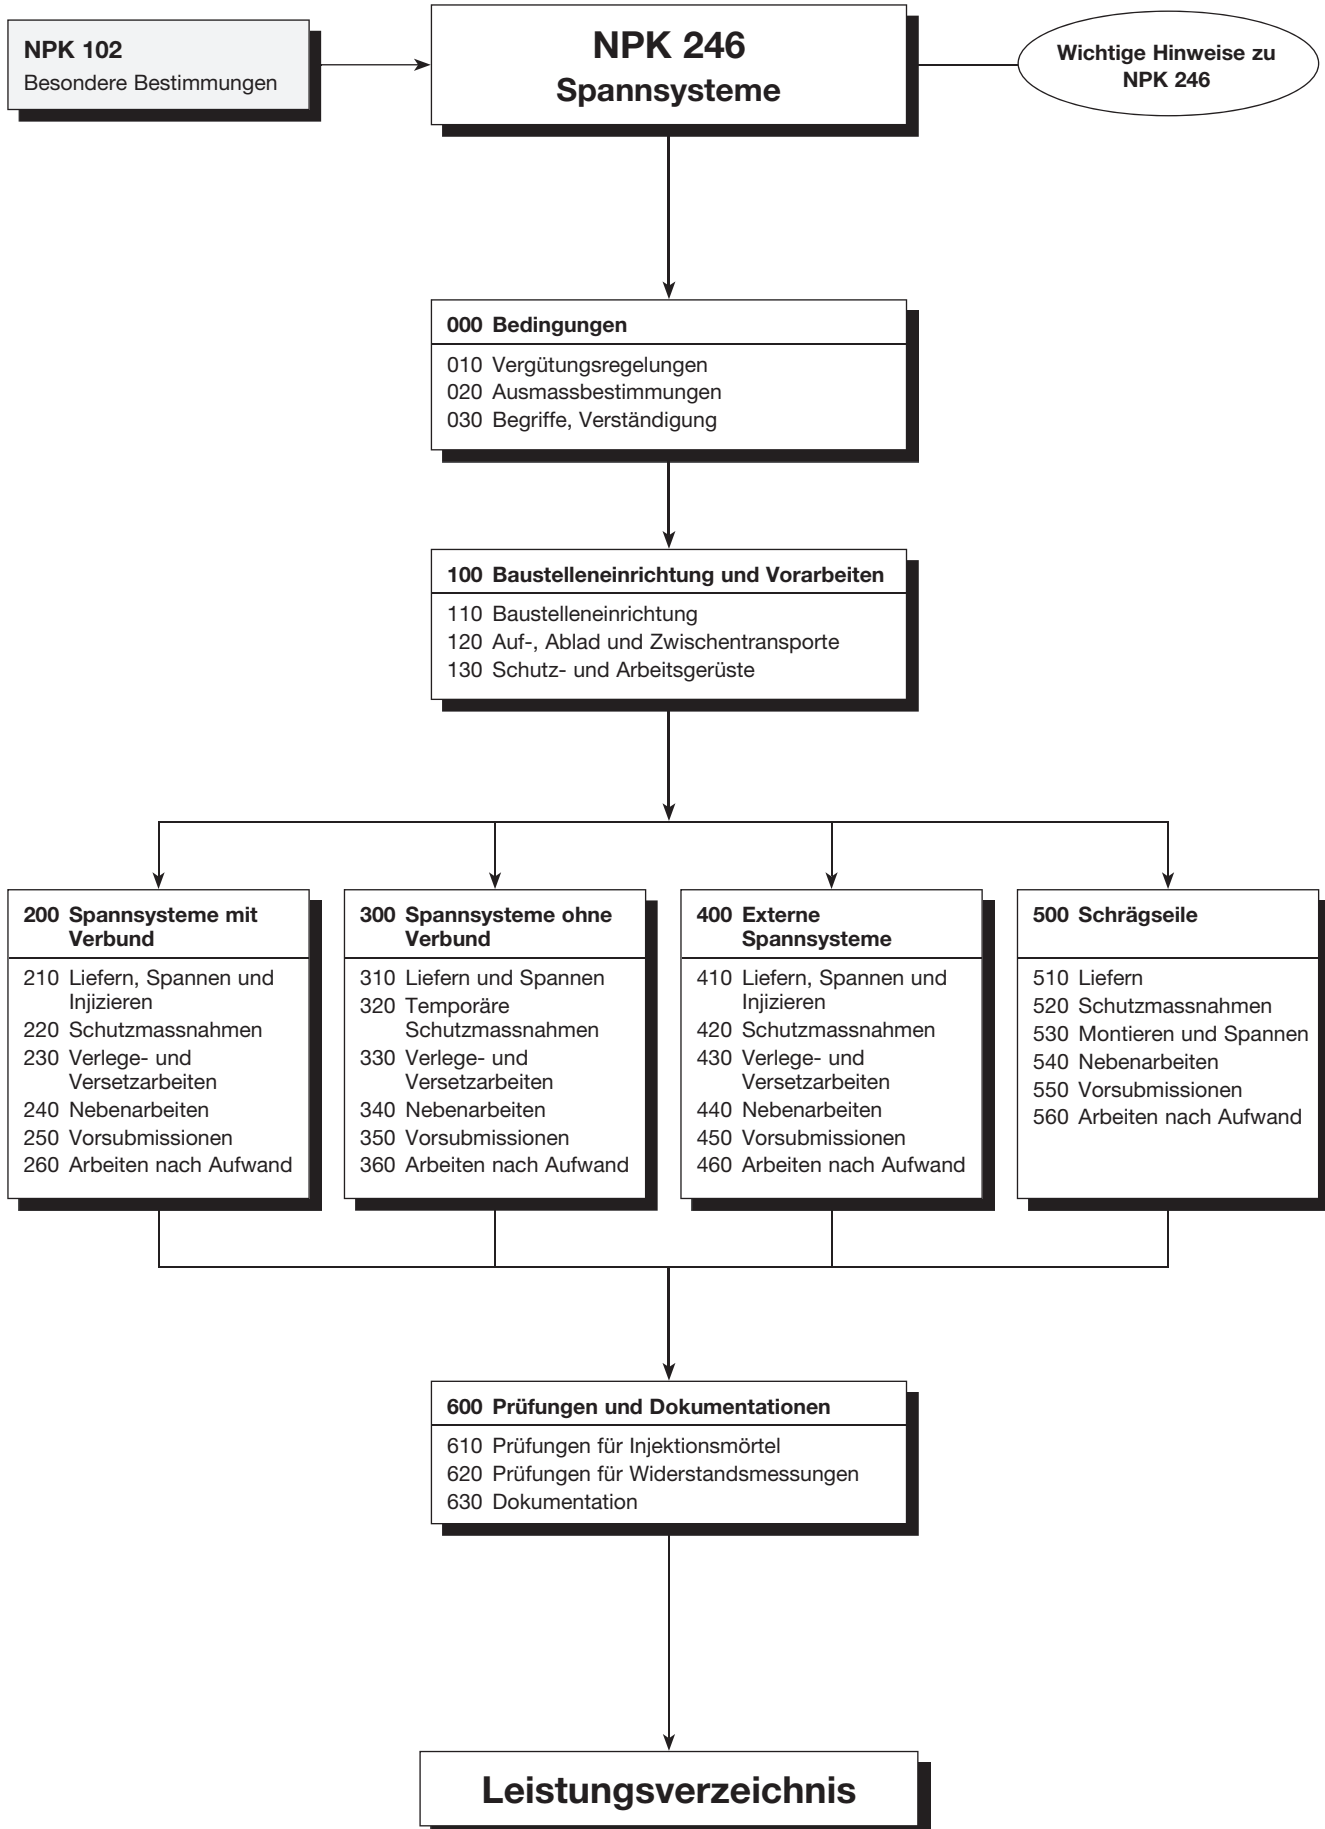 NPK 102
Besondere Bestimmungen
NPK 246
Spannsysteme
Wichtige Hinweise zu
NPK 246
000 Bedingungen
010 Vergütungsregelungen
020 Ausmassbestimmungen
030 Begriffe, Verständigung
100 Baustelleneinrichtung und Vorarbeiten
110 Baustelleneinrichtung
120 Auf-, Ablad und Zwischentransporte
130 Schutz- und Arbeitsgerüste
200 Spannsysteme mit
Verbund
210 Liefern, Spannen und
Injizieren
220 Schutzmassnahmen
230 Verlege- und
Versetzarbeiten
240 Nebenarbeiten
250 Vorsubmissionen
260 Arbeiten nach Aufwand
300 Spannsysteme ohne
Verbund
310 Liefern und Spannen
320 Temporäre
Schutzmassnahmen
330 Verlege- und
Versetzarbeiten
340 Nebenarbeiten
350 Vorsubmissionen
360 Arbeiten nach Aufwand
400 Externe
Spannsysteme
410 Liefern, Spannen und
Injizieren
420 Schutzmassnahmen
430 Verlege- und
Versetzarbeiten
440 Nebenarbeiten
450 Vorsubmissionen
460 Arbeiten nach Aufwand
500 Schrägseile
510 Liefern
520 Schutzmassnahmen
530 Montieren und Spannen
540 Nebenarbeiten
550 Vorsubmissionen
560 Arbeiten nach Aufwand
600 Prüfungen und Dokumentationen
610 Prüfungen für Injektionsmörtel
620 Prüfungen für Widerstandsmessungen
630 Dokumentation
Leistungsverzeichnis